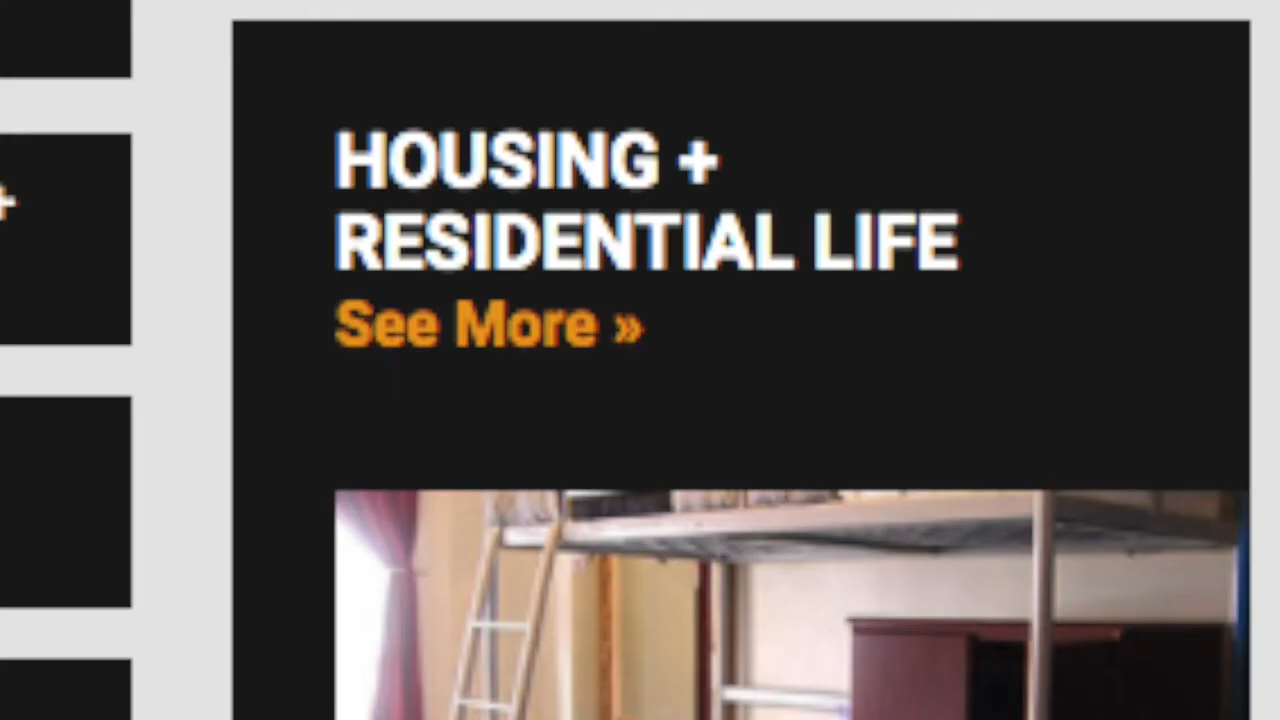 HOUSING +
RESIDENTIAL LIFE
See More »
+